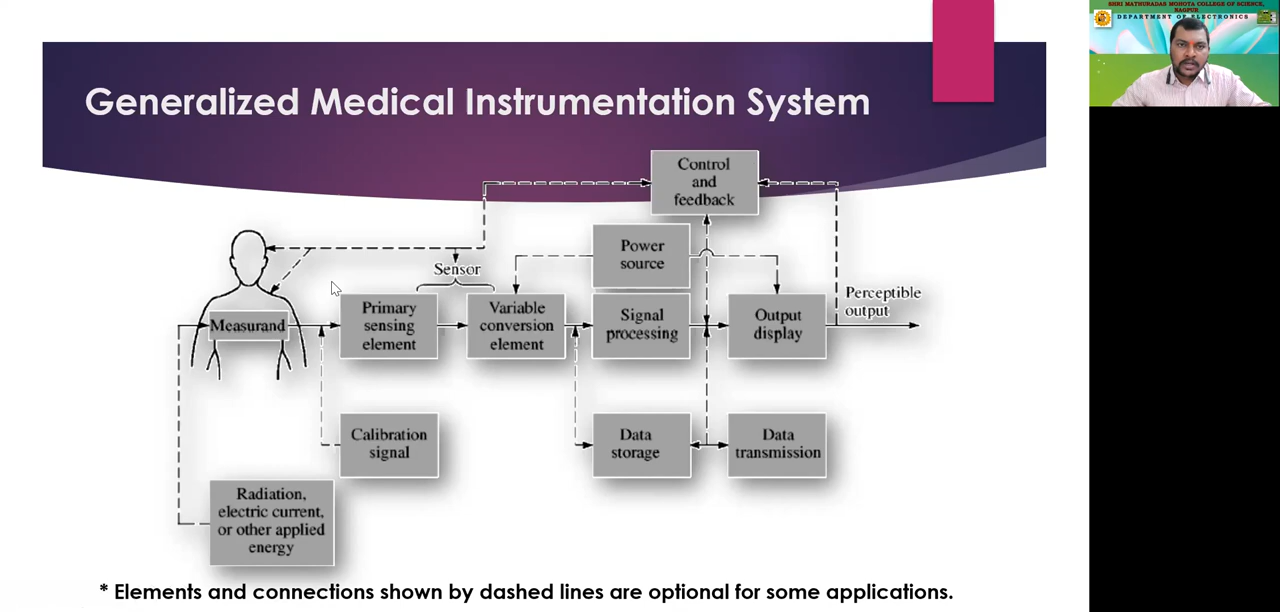 SHRI MATHURADAS MOHOTA COLLEGE OF SCIENCE,
NAGPUR
DEPARTMENT OF ELECTRONICS
Generalized Medical Instrumentation System
Control
and
feedback
Power
source
Sensor
Perceptible
output
Measurand
Primary
sensing
element
Variable
conversion
element
Signal
processing
Output
display
Calibration
signal
Data
storage
Data
transmission
Radiation,
electric current,
or other applied
energy
* Elements and connections shown by dashed lines are optional for some applications.